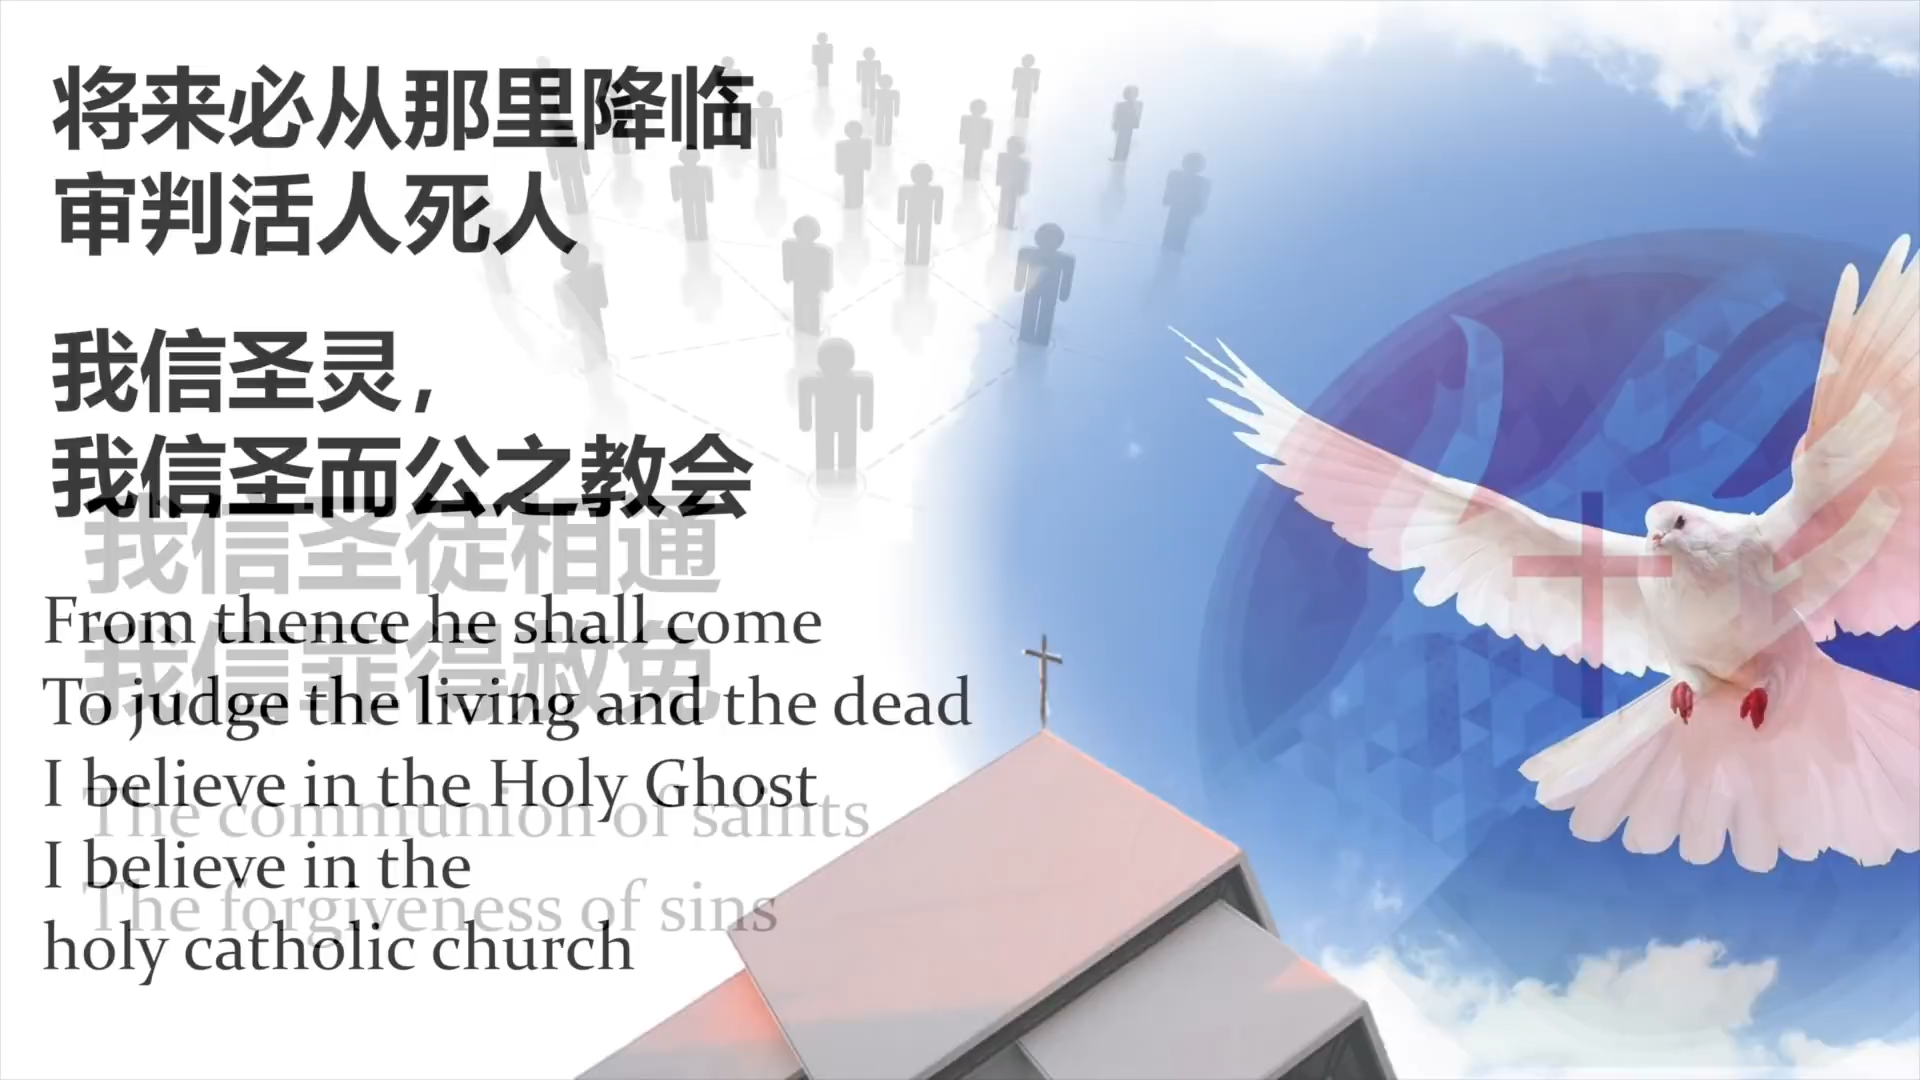 将来必从那里降临
审判活人死人
我信圣灵，
我信圣而公之教会
我信圣徒相通
我信罪得赦免
From thence he shall come
To judge the living and the dead
I believe in the Holy Ghost
The communion of saints
I believe in the
The forgiveness of sins
holy catholic church